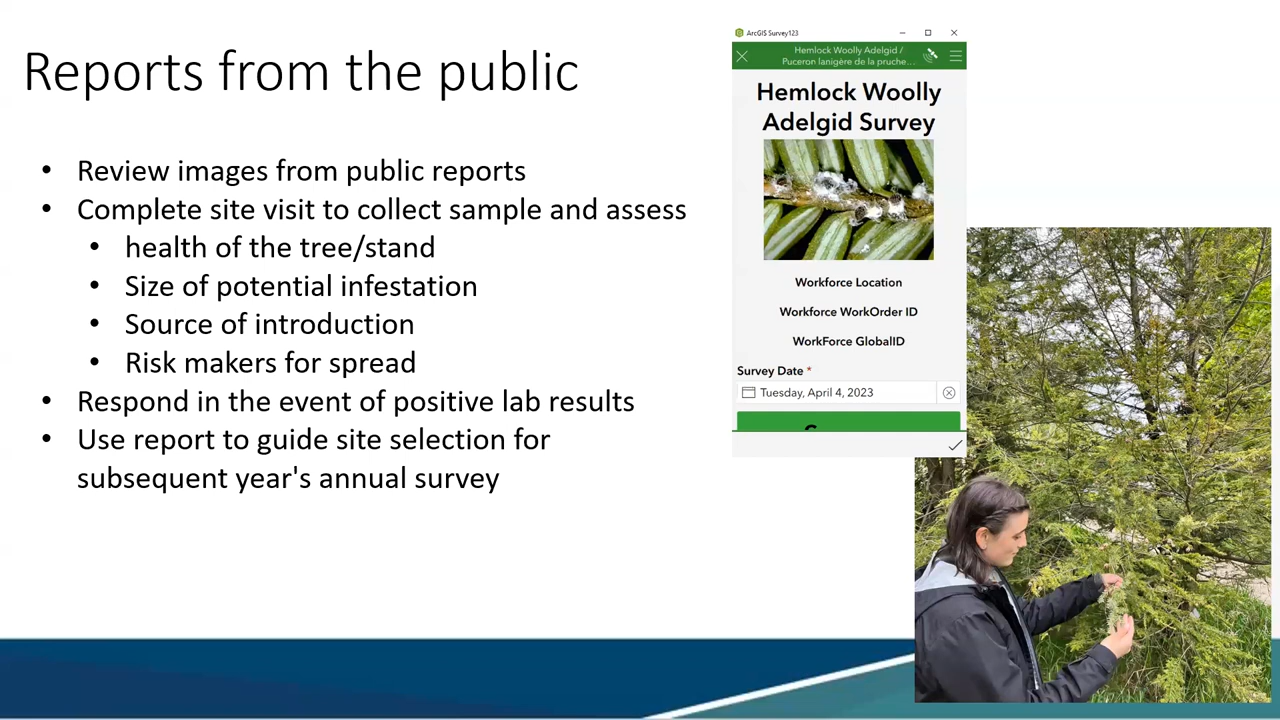 Reports from the public
• Review images from public reports
• Complete site visit to collect sample and assess
• health of the tree/stand
• Size of potential infestation
• Source of introduction
• Risk makers for spread
• Respond in the event of positive lab results
• Use report to guide site selection for
subsequent year's annual survey
ArcGIS Survey123
Hemlock Woolly Adelgid /
Puceron lanigère de la pruche...
Hemlock Woolly
Adelgid Survey
Workforce Location
Workforce WorkOrder ID
WorkForce GlobalID
Survey Date *
Tuesday, April 4, 2023